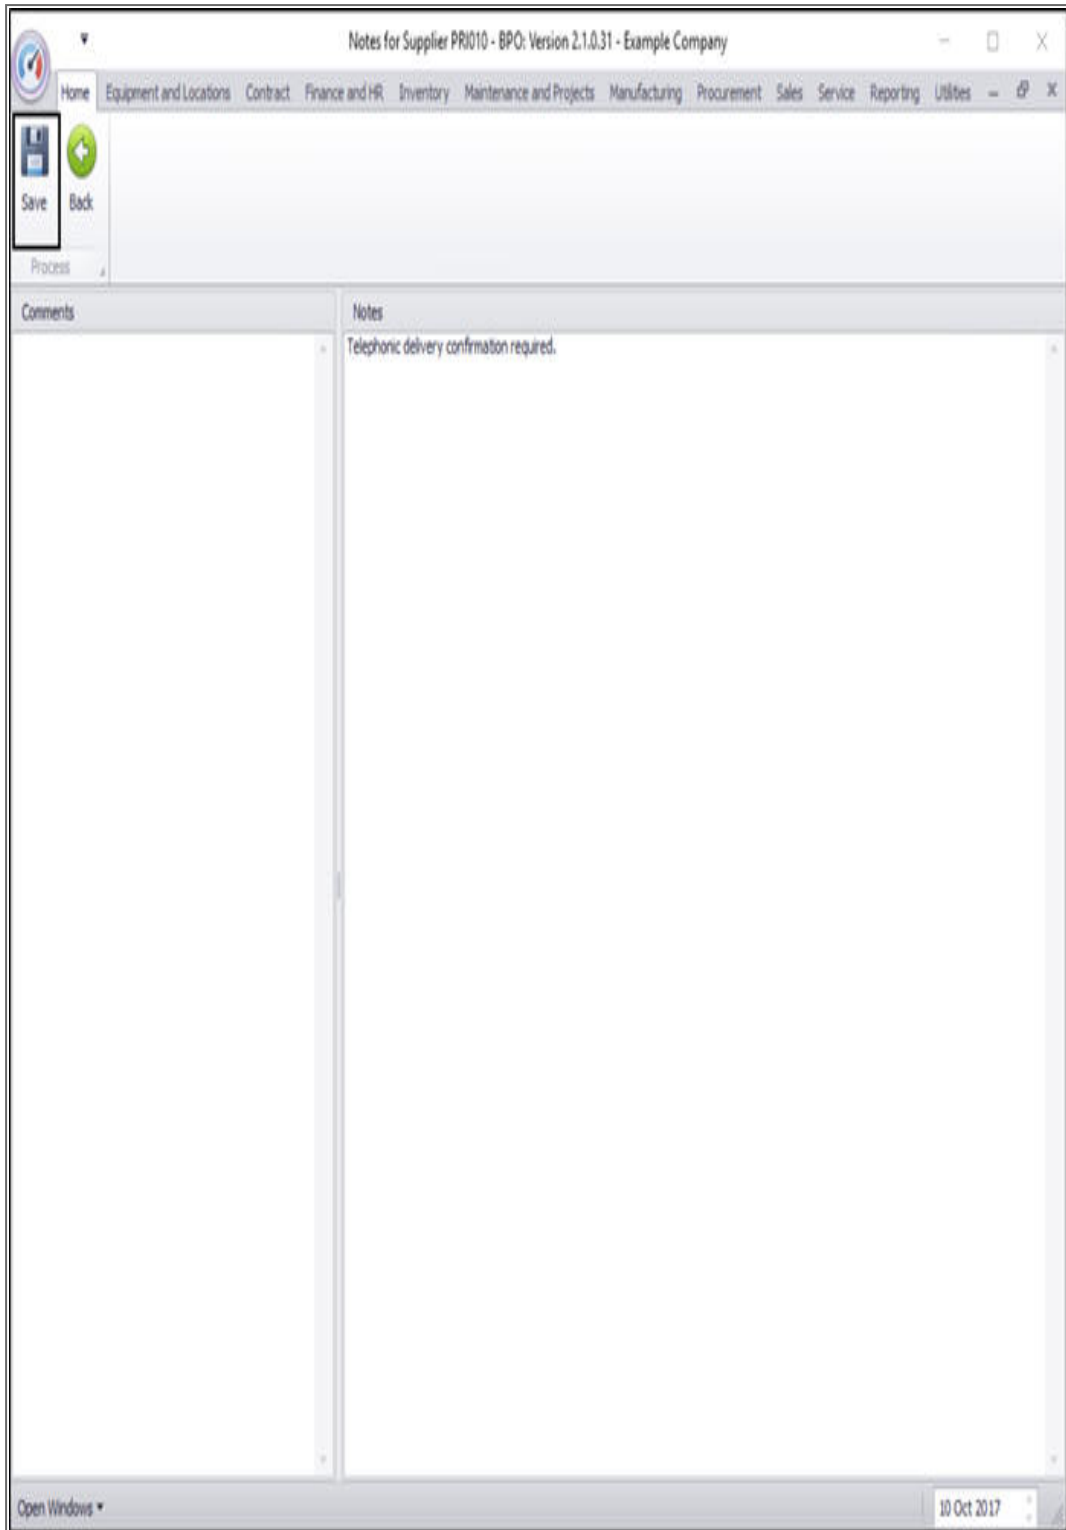 Notes for Supplier PRI010 - BPO: Version 2.1.0.31 - Example Company
Home Equipment and Locations Contract Finance and HR Inventory Maintenance and Projects Manufacturing Procurement Sales Service Reporting Utilities
Save Back
Process
Comments Notes
Telephonic delivery confirmation required.
Open Windows 10 Oct 2017